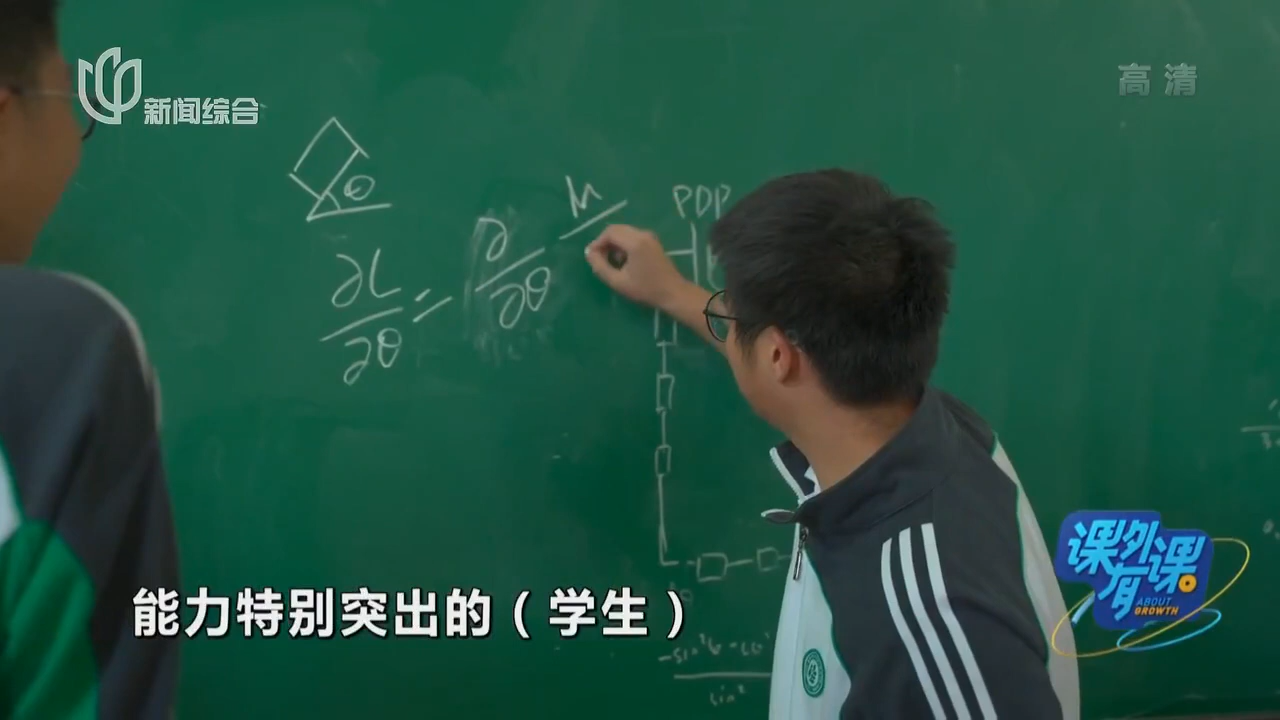 新闻综合
高清
θ
M
PDP
∂L/∂θ = ∂/∂θ
课外有课
ABOUT
GROWTH
能力特别突出的（学生）